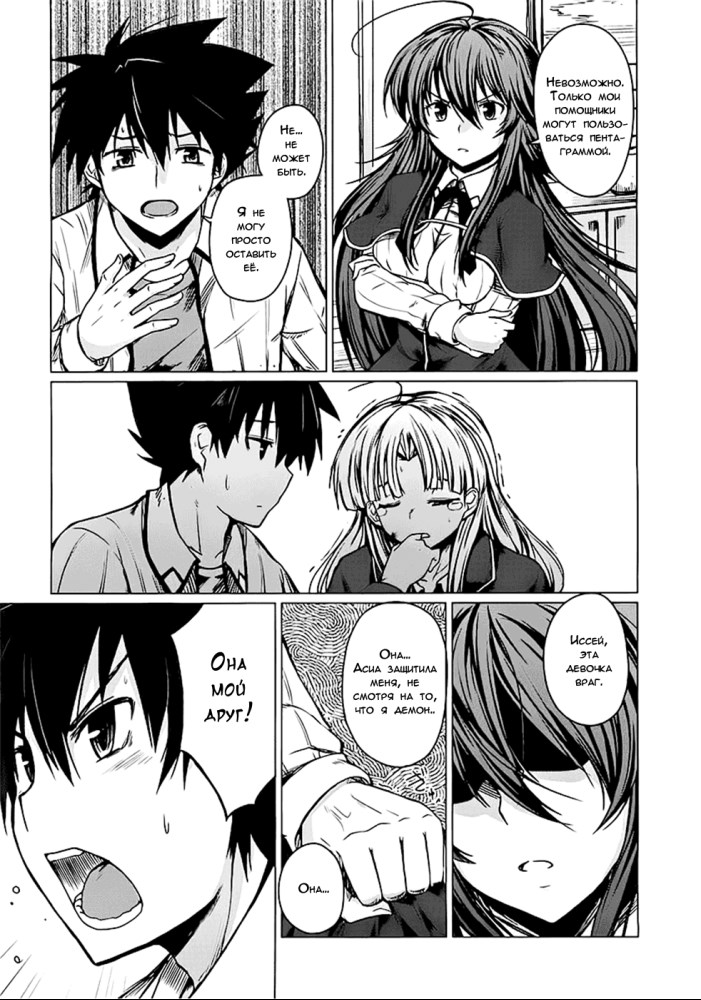 Невозможно.
Только мои
помощники
могут пользо-
ваться пента-
граммой.
Не...
не
может
быть.
Я не
могу
просто
оставить
её.
Иссей,
эта
девочка
враг.
Она...
Асиа защитила
меня, не
смотря на то,
что я демон..
Она...
Она
мой
друг!